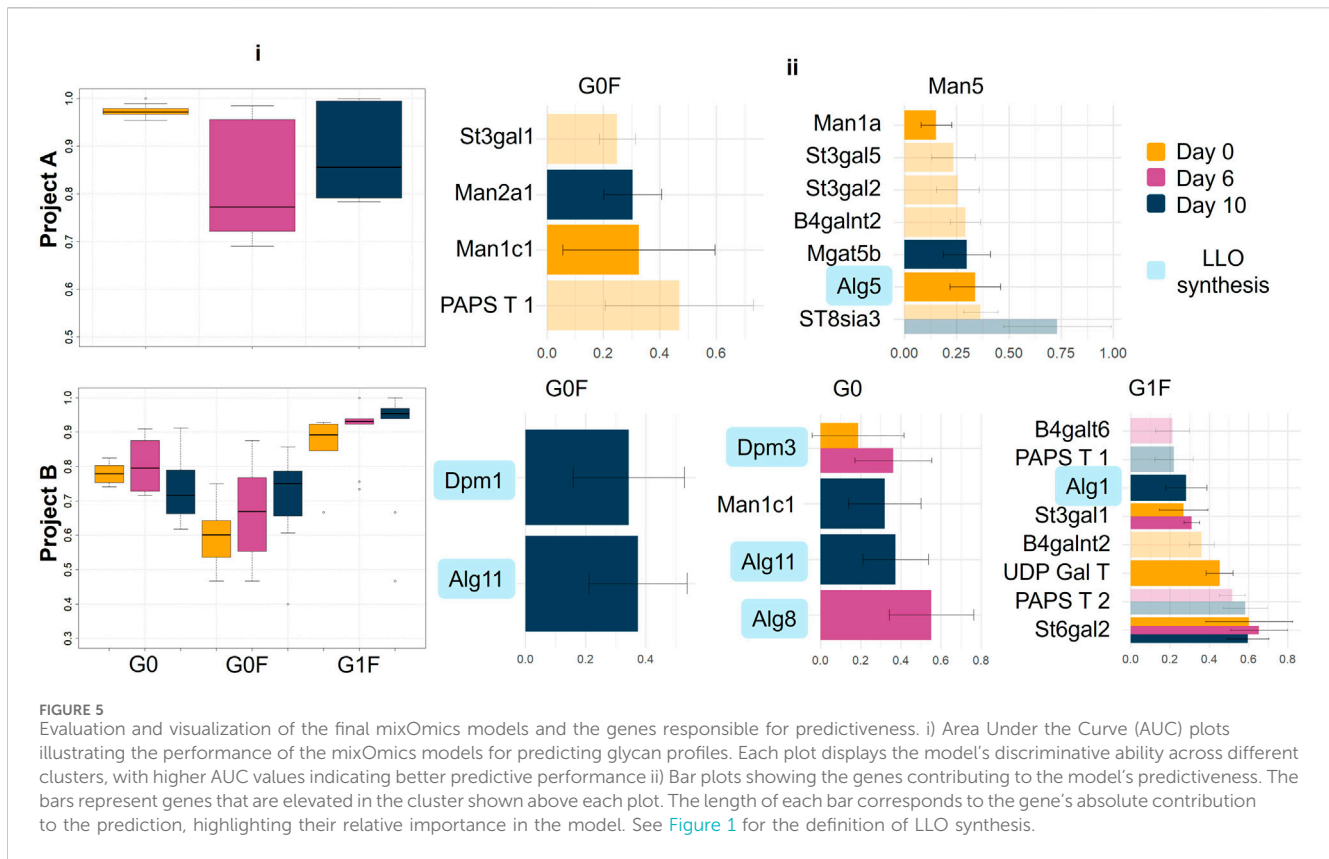 i
ii
Project A
1.0
0.9
0.8
0.7
0.6
0.5
G0F
St3gal1
Man2a1
Man1c1
PAPS T 1
0.0 0.2 0.4 0.6
Man5
Man1a
St3gal5
St3gal2
B4galnt2
Mgat5b
Alg5
ST8sia3
0.00 0.25 0.50 0.75 1.00
Day 0
Day 6
Day 10
LLO
synthesis
Project B
1.0
0.9
0.8
0.7
0.6
0.5
0.4
0.3
G0 G0F G1F
G0F
Dpm1
Alg11
0.0 0.2 0.4
G0
Dpm3
Man1c1
Alg11
Alg8
0.0 0.2 0.4 0.6 0.8
G1F
B4galt6
PAPS T 1
Alg1
St3gal1
B4galnt2
UDP Gal T
PAPS T 2
St6gal2
0.0 0.2 0.4 0.6 0.8
FIGURE 5
Evaluation and visualization of the final mixOmics models and the genes responsible for predictiveness. i) Area Under the Curve (AUC) plots
illustrating the performance of the mixOmics models for predicting glycan profiles. Each plot displays the model's discriminative ability across different
clusters, with higher AUC values indicating better predictive performance ii) Bar plots showing the genes contributing to the model's predictiveness. The
bars represent genes that are elevated in the cluster shown above each plot. The length of each bar corresponds to the gene's absolute contribution
to the prediction, highlighting their relative importance in the model. See Figure 1 for the definition of LLO synthesis.